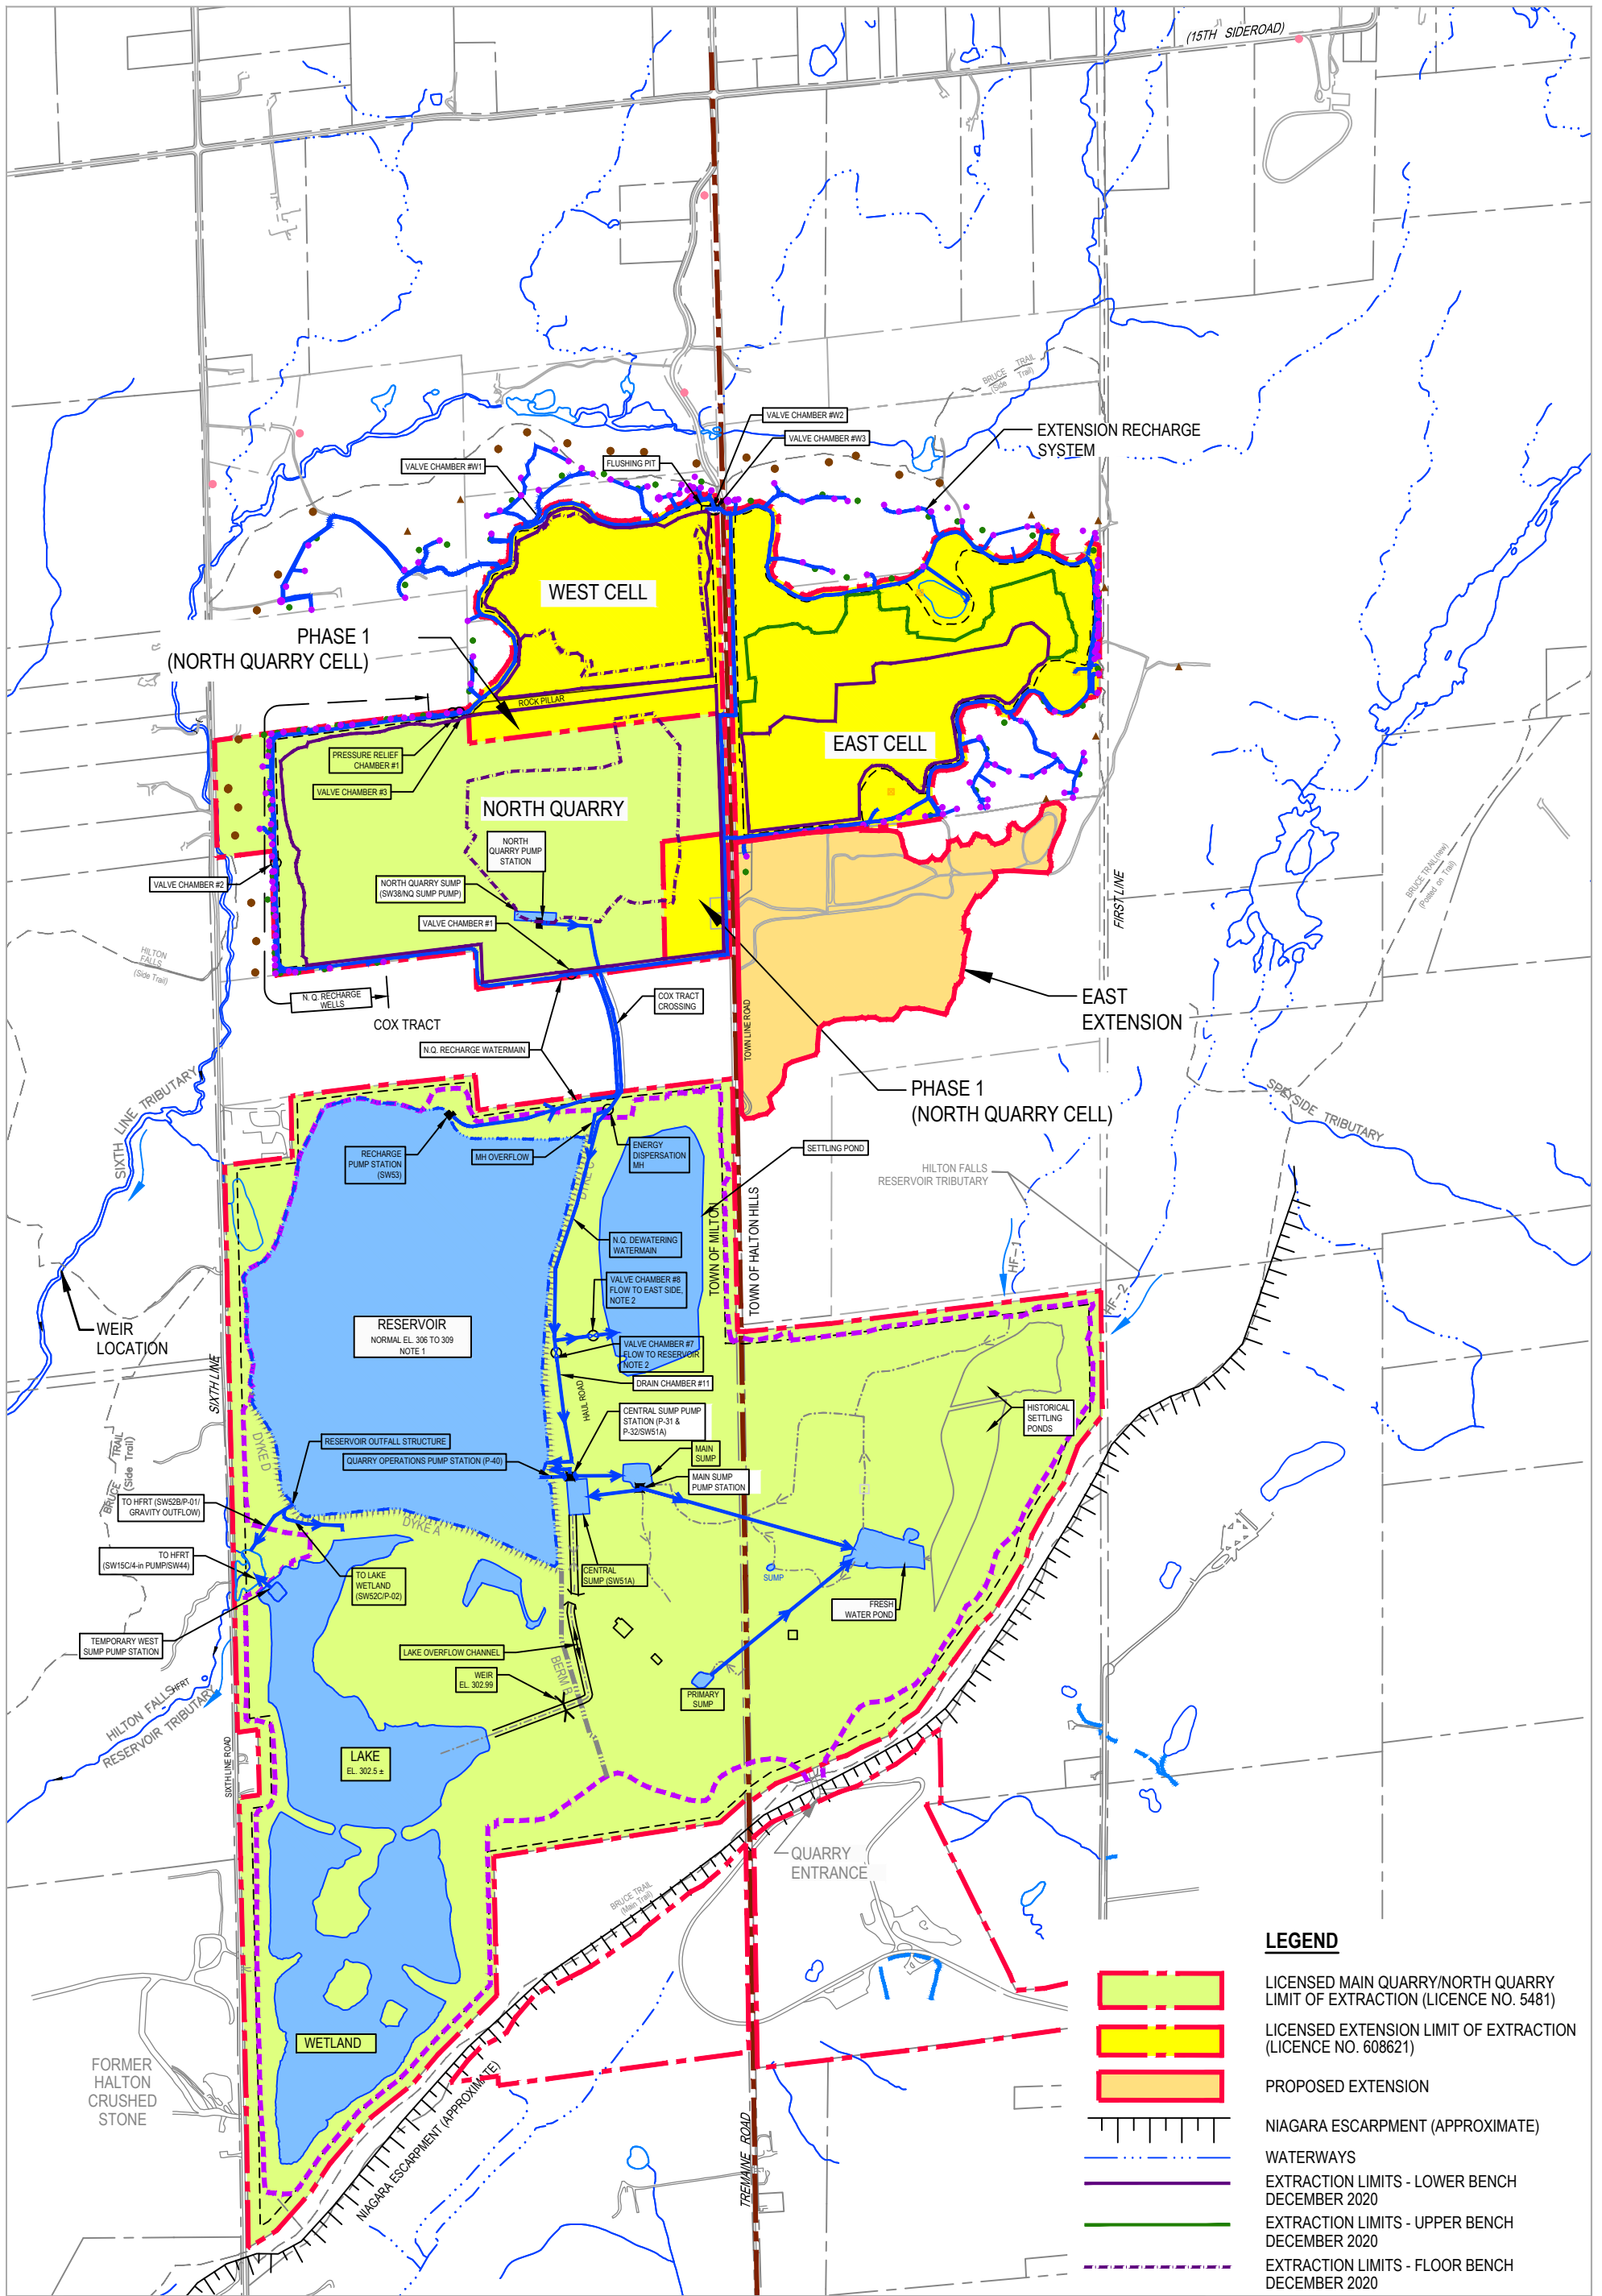 (15TH SIDEROAD)
BRUCE TRAIL
(Side Trail)
VALVE CHAMBER #W2
VALVE CHAMBER #W3
EXTENSION RECHARGE
SYSTEM
VALVE CHAMBER #W1
FLUSHING PIT
WEST CELL
PHASE 1
(NORTH QUARRY CELL)
ROCK PILLAR
EAST CELL
PRESSURE RELIEF
CHAMBER #1
VALVE CHAMBER #3
NORTH QUARRY
NORTH
QUARRY PUMP
STATION
VALVE CHAMBER #2
NORTH QUARRY SUMP
(SW38/NQ SUMP PUMP)
VALVE CHAMBER #1
FIRST LINE
BRUCE TRAIL(new)
(Posted on Trail)
HILTON
FALLS
(Side Trail)
N. Q. RECHARGE
WELLS
COX TRACT
COX TRACT
CROSSING
TOWN LINE ROAD
EAST
EXTENSION
N.Q. RECHARGE WATERMAIN
PHASE 1
(NORTH QUARRY CELL)
SIXTH LINE TRIBUTARY
SPEYSIDE TRIBUTARY
RECHARGE
PUMP STATION
(SW53)
MH OVERFLOW
ENERGY
DISPERSATION
MH
SETTLING POND
HILTON FALLS
RESERVOIR TRIBUTARY
DYKE C
TOWN OF MILTON
TOWN OF HALTON HILLS
N.Q. DEWATERING
WATERMAIN
HF-1
HF-2
VALVE CHAMBER #8
FLOW TO EAST SIDE,
NOTE 2
WEIR
LOCATION
RESERVOIR
NORMAL EL. 306 TO 309
NOTE 1
VALVE CHAMBER #7
FLOW TO RESERVOIR
NOTE 2
SIXTH LINE
DRAIN CHAMBER #11
HAUL ROAD
HISTORICAL
SETTLING
PONDS
CENTRAL SUMP PUMP
STATION (P-31 &
P-32/SW51A)
BRUCE TRAIL
(Side Trail)
DYKE D
RESERVOIR OUTFALL STRUCTURE
QUARRY OPERATIONS PUMP STATION (P-40)
MAIN
SUMP
MAIN SUMP
PUMP STATION
TO HFRT (SW52B/P-01/
GRAVITY OUTFLOW)
DYKE A
TO HFRT
(SW15C/4-in PUMP/SW44)
TO LAKE
WETLAND
(SW52C/P-02)
CENTRAL
SUMP (SW51A)
SUMP
FRESH
WATER POND
TEMPORARY WEST
SUMP PUMP STATION
LAKE OVERFLOW CHANNEL
WEIR
EL. 302.99
BERM B
PRIMARY
SUMP
HFRT
HILTON FALLS
RESERVOIR TRIBUTARY
SIXTH LINE ROAD
LAKE
EL. 302.5 ±
QUARRY
ENTRANCE
BRUCE TRAIL
(Main Trail)
WETLAND
FORMER
HALTON
CRUSHED
STONE
NIAGARA ESCARPMENT (APPROXIMATE)
TREMAINE ROAD
LEGEND
LICENSED MAIN QUARRY/NORTH QUARRY
LIMIT OF EXTRACTION (LICENCE NO. 5481)
LICENSED EXTENSION LIMIT OF EXTRACTION
(LICENCE NO. 608621)
PROPOSED EXTENSION
NIAGARA ESCARPMENT (APPROXIMATE)
WATERWAYS
EXTRACTION LIMITS - LOWER BENCH
DECEMBER 2020
EXTRACTION LIMITS - UPPER BENCH
DECEMBER 2020
EXTRACTION LIMITS - FLOOR BENCH
DECEMBER 2020